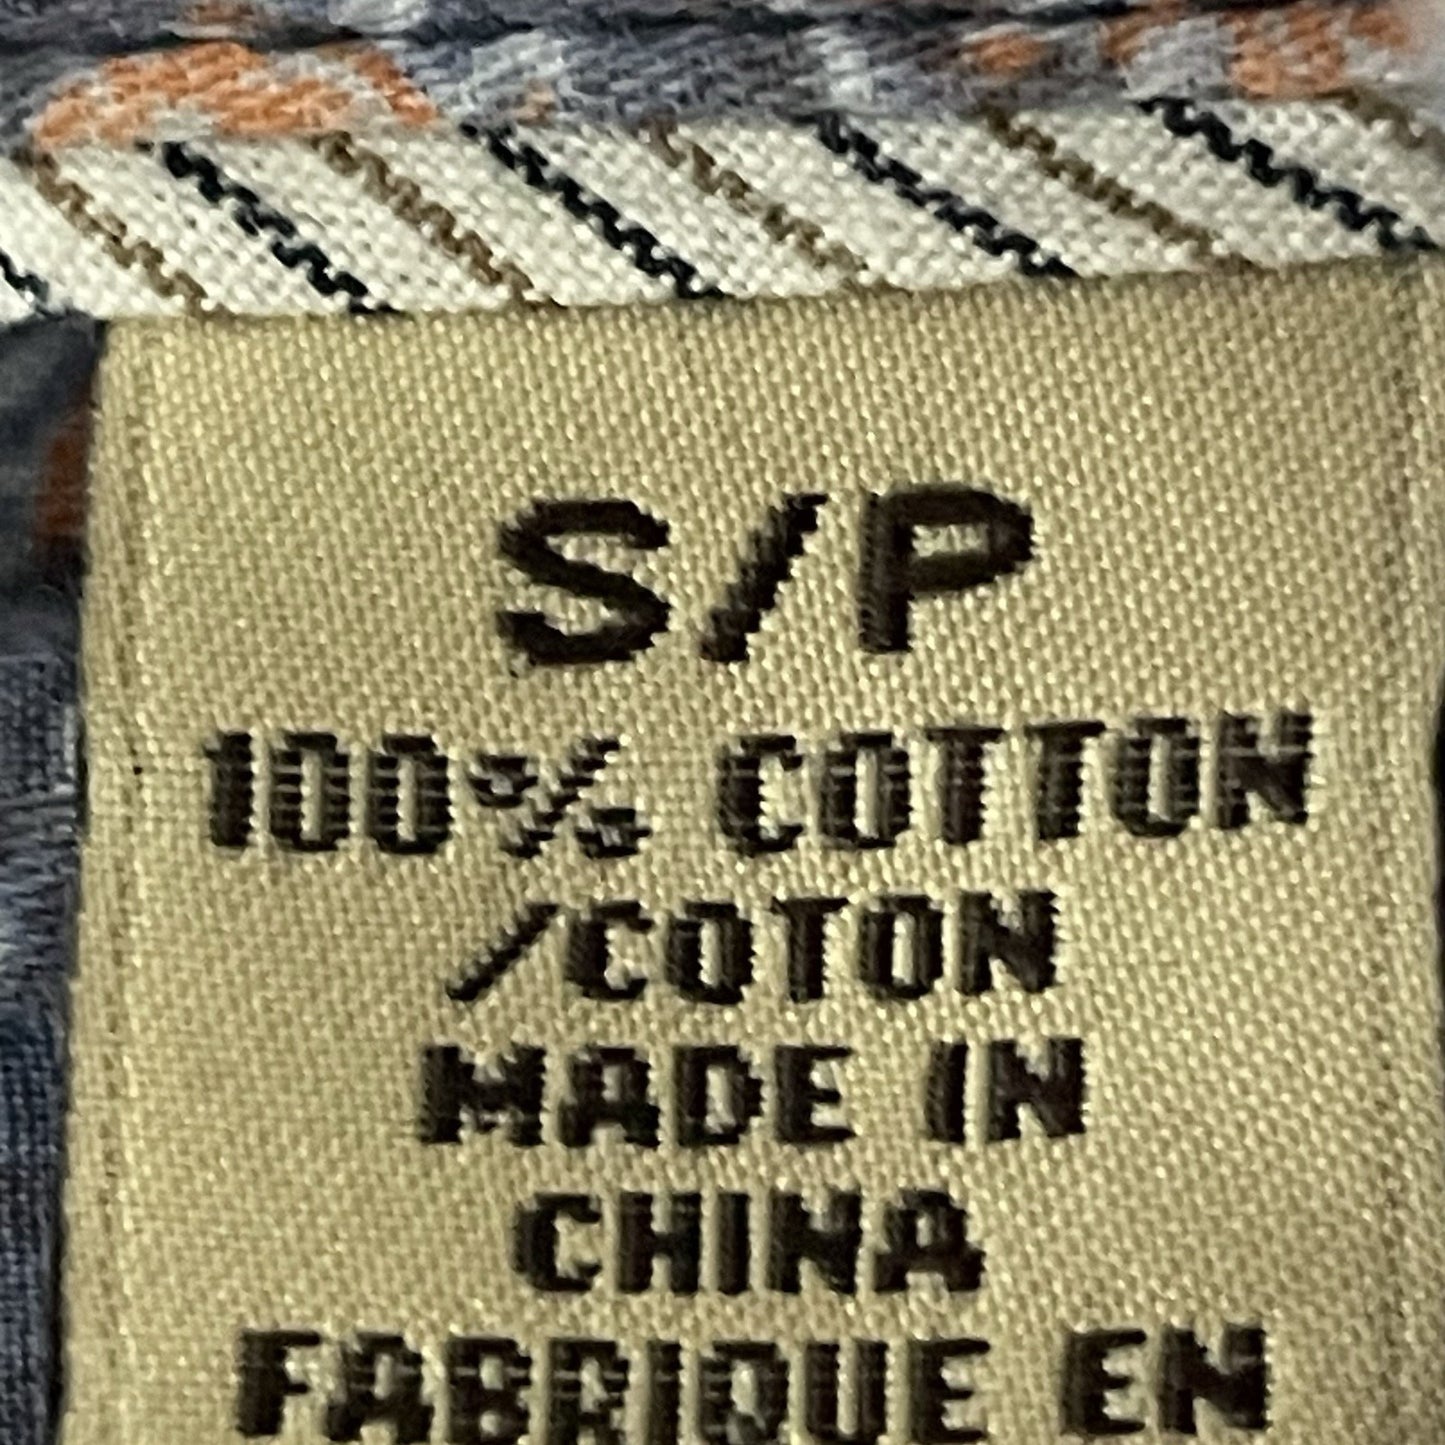 S/P
100% COTTON
/COTON
MADE IN
CHINA
FABRIQUE EN